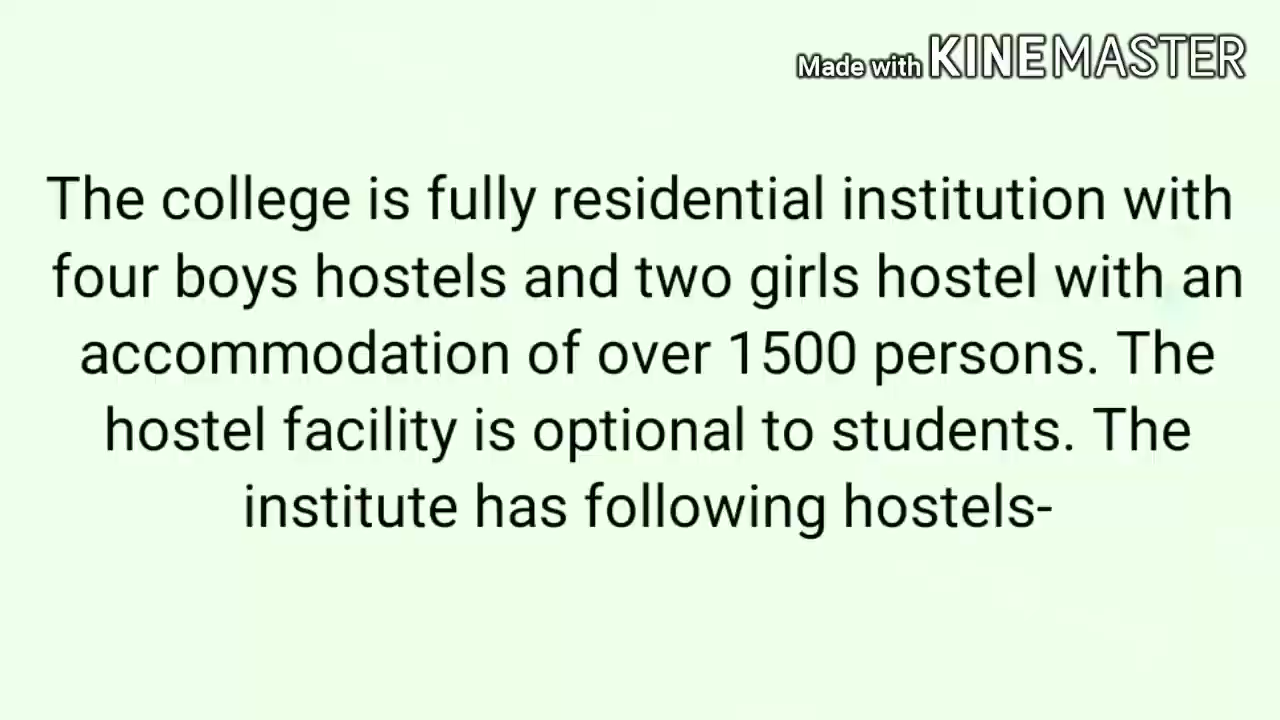 Made with KINEMASTER
The college is fully residential institution with
four boys hostels and two girls hostel with an
accommodation of over 1500 persons. The
hostel facility is optional to students. The
institute has following hostels-